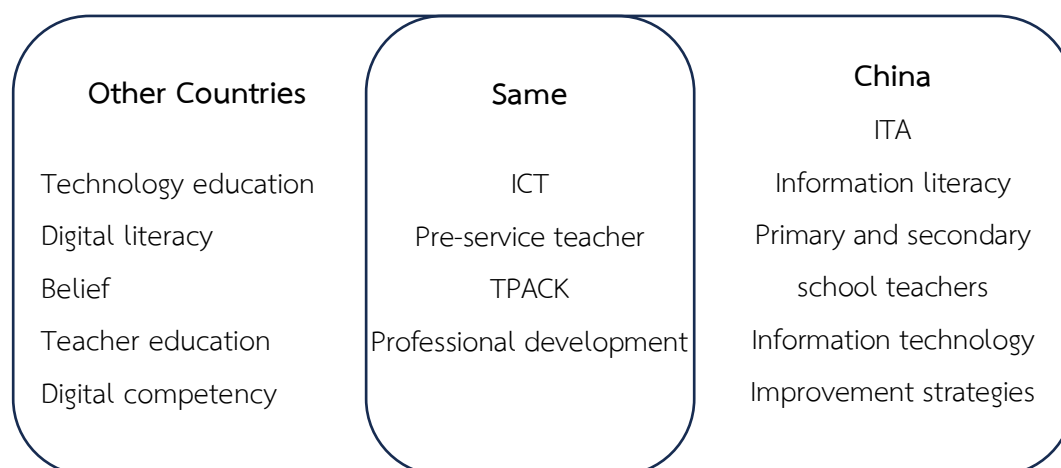 Other Countries
Technology education
Digital literacy
Belief
Teacher education
Digital competency
Same
ICT
Pre-service teacher
TPACK
Professional development
China
ITA
Information literacy
Primary and secondary
school teachers
Information technology
Improvement strategies